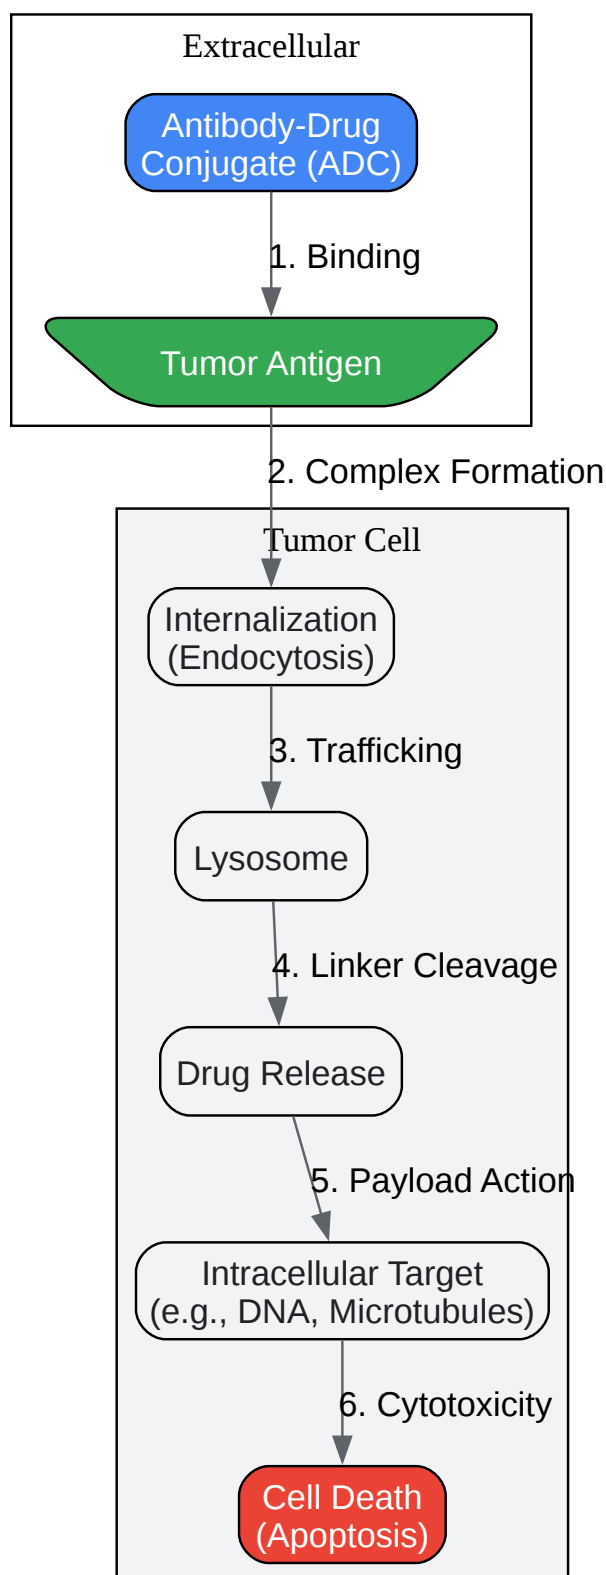 Extracellular
Antibody-Drug
Conjugate (ADC)
1. Binding
Tumor Antigen
2. Complex Formation
Tumor Cell
Internalization
(Endocytosis)
3. Trafficking
Lysosome
4. Linker Cleavage
Drug Release
5. Payload Action
Intracellular Target
(e.g., DNA, Microtubules)
6. Cytotoxicity
Cell Death
(Apoptosis)